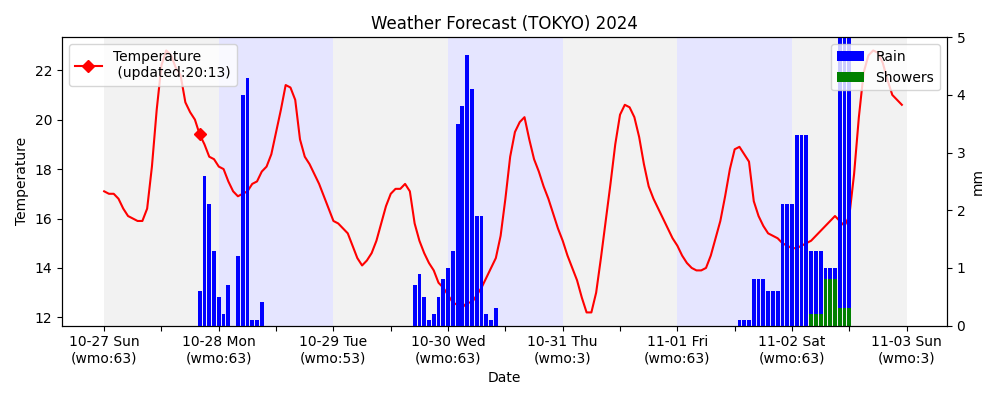 Weather Forecast (TOKYO) 2024
Temperature
(updated:20:13)
Rain
Showers
Temperature
22
20
18
16
14
12
5
4
3
2
1
0
mm
10-27 Sun
(wmo:63)
10-28 Mon
(wmo:63)
10-29 Tue
(wmo:53)
10-30 Wed
(wmo:63)
10-31 Thu
(wmo:3)
11-01 Fri
(wmo:63)
11-02 Sat
(wmo:63)
11-03 Sun
(wmo:3)
Date